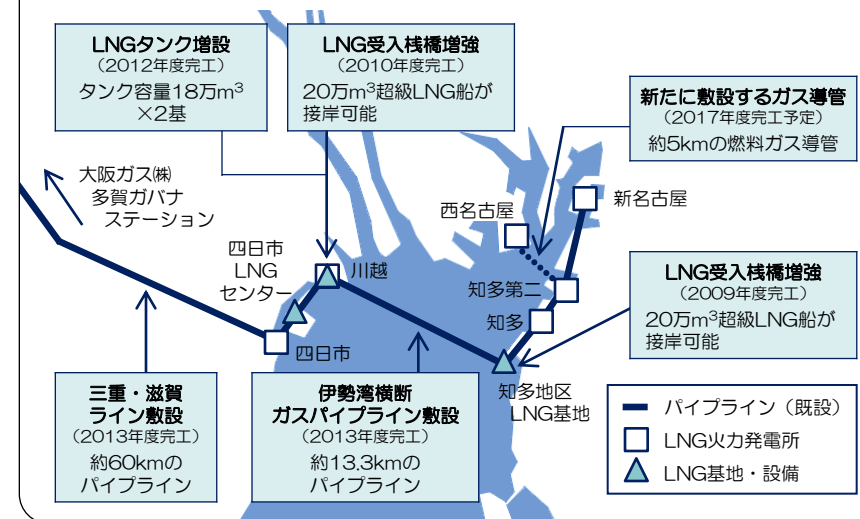 LNGタンク増設
（2012年度完工）
タンク容量18万m³
×2基
LNG受入桟橋増強
（2010年度完工）
20万m³超級LNG船が
接岸可能
新たに敷設するガス導管
（2017年度完工予定）
約5kmの燃料ガス導管
大阪ガス㈱
多賀ガバナ
ステーション
西名古屋
新名古屋
四日市
LNG
センター
川越
知多第二
知多
四日市
知多地区
LNG基地
LNG受入桟橋増強
（2009年度完工）
20万m³超級LNG船が
接岸可能
三重・滋賀
ライン敷設
（2013年度完工）
約60kmの
パイプライン
伊勢湾横断
ガスパイプライン敷設
（2013年度完工）
約13.3kmの
パイプライン
パイプライン（既設）
LNG火力発電所
LNG基地・設備